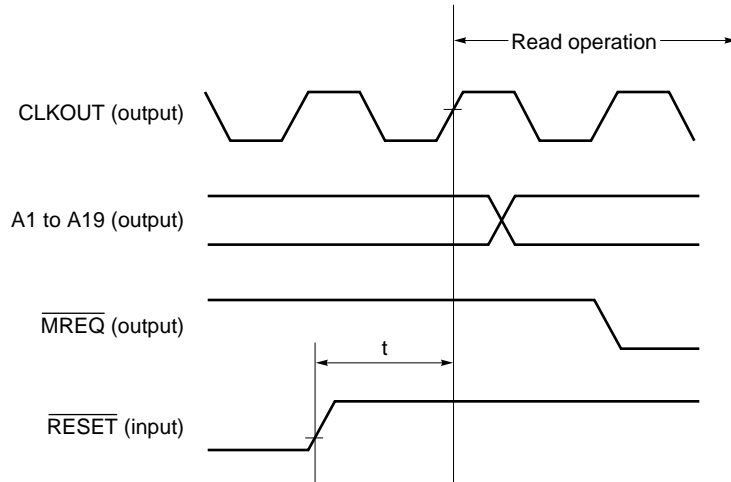 Read operation
CLKOUT (output)
A1 to A19 (output)
MREQ (output)
t
RESET (input)